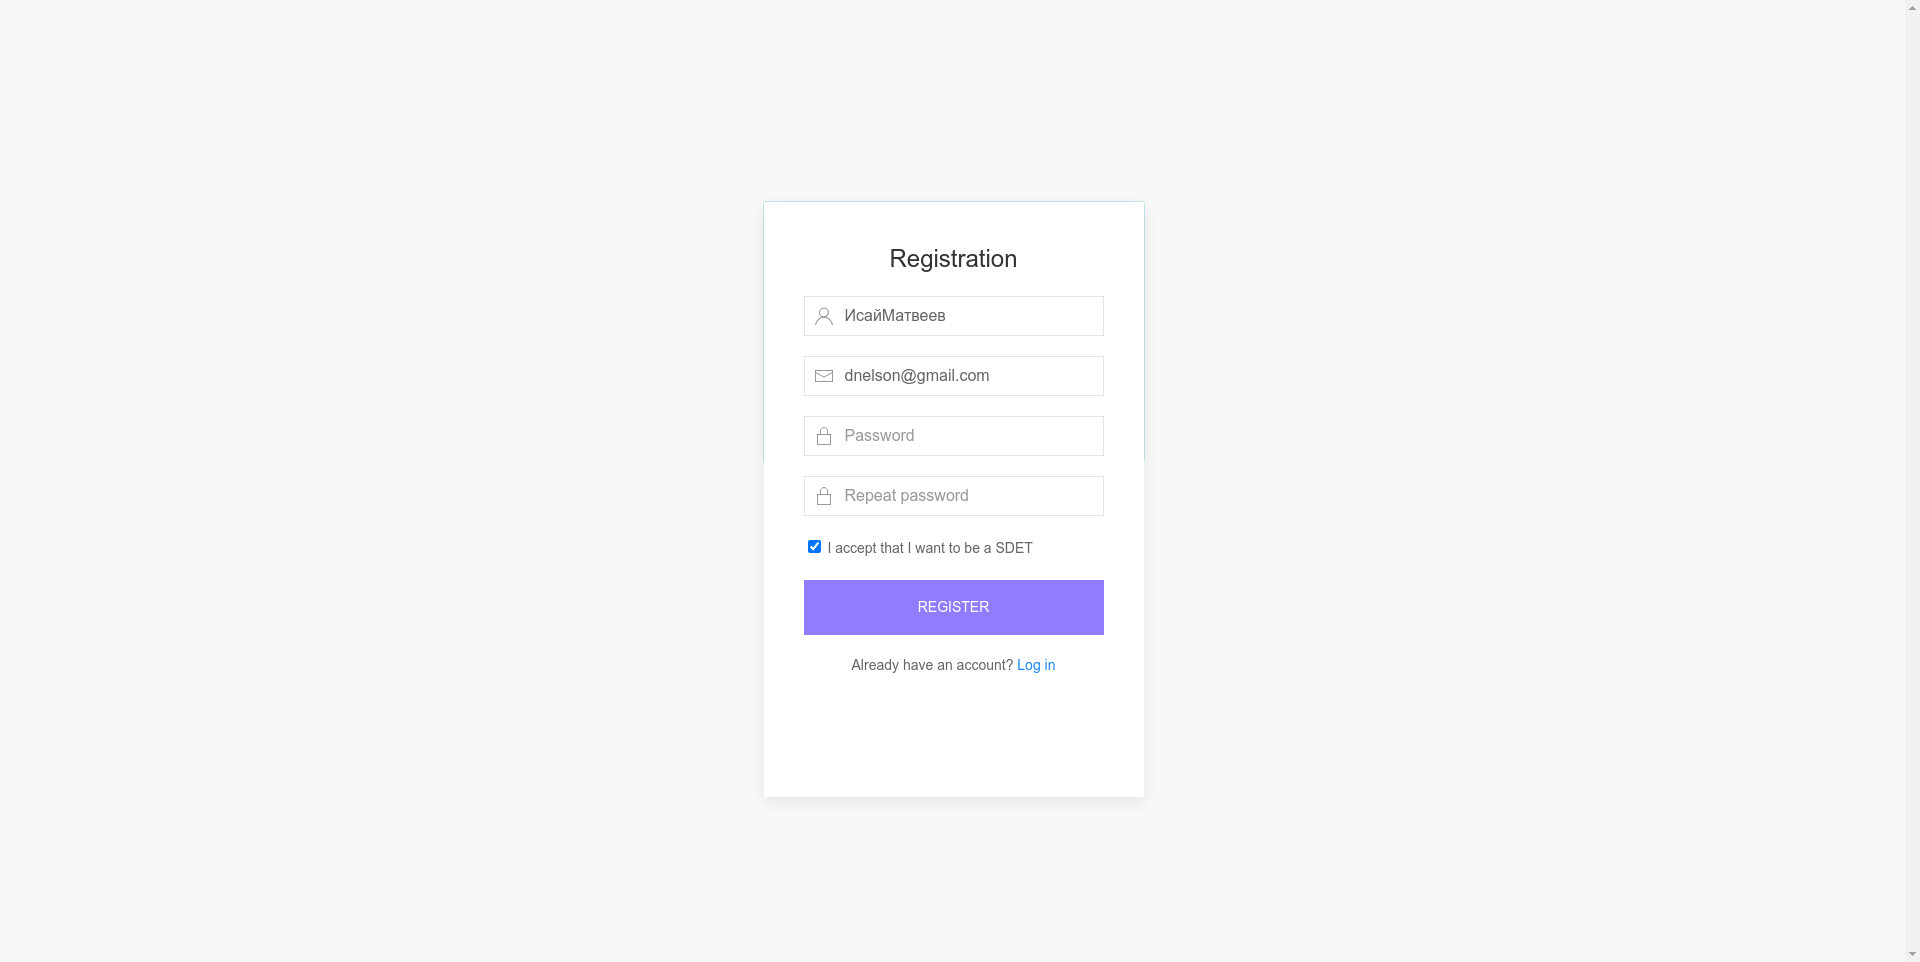 Registration
ИсайМатвеев
dnelson@gmail.com
Password
Repeat password
I accept that I want to be a SDET
REGISTER
Already have an account? Log in